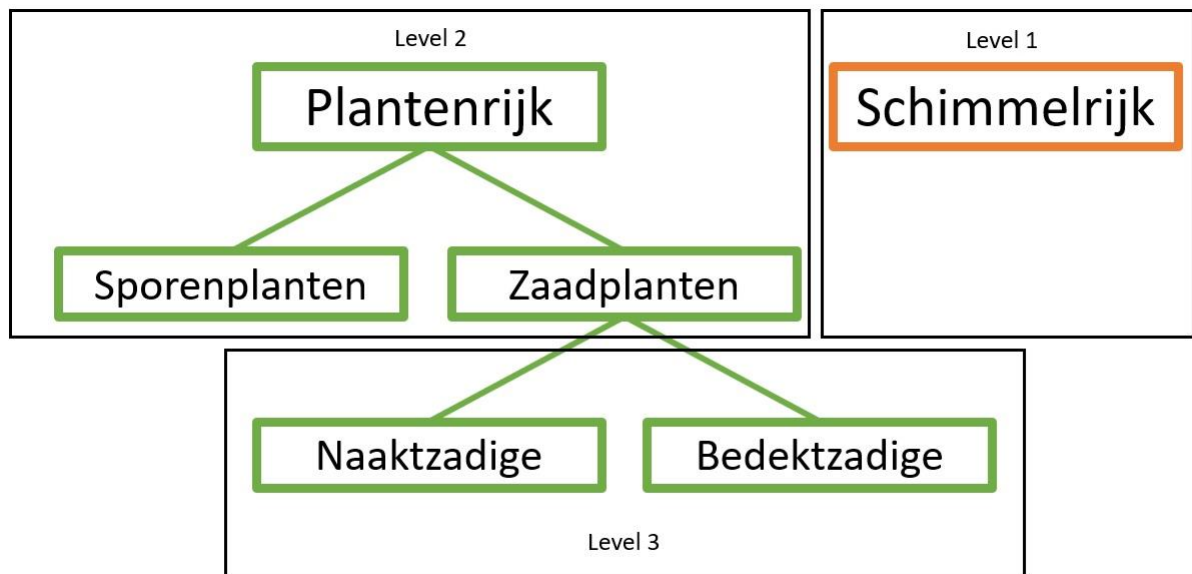 Level 2
Level 1
Plantenrijk
Schimmelrijk
Sporenplanten
Zaadplanten
Naaktzadige
Bedektzadige
Level 3